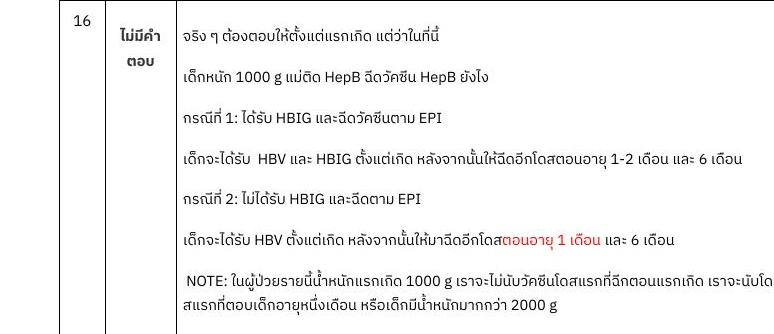 16
ไม่มีคำ
ตอบ
จริง ๆ ต้องตอบให้ตั้งแต่แรกเกิด แต่ว่าในที่นี้
เด็กหนัก 1000 g แม่ติด HepB ฉีดวัคซีน HepB ยังไง
กรณีที่ 1: ได้รับ HBIG และฉีดวัคซีนตาม EPI
เด็กจะได้รับ HBV และ HBIG ตั้งแต่เกิด หลังจากนั้นให้ฉีดอีกโดสตอนอายุ 1-2 เดือน และ 6 เดือน
กรณีที่ 2: ไม่ได้รับ HBIG และฉีดตาม EPI
เด็กจะได้รับ HBV ตั้งแต่เกิด หลังจากนั้นให้มาฉีดอีกโดสตอนอายุ 1 เดือน และ 6 เดือน
NOTE: ในผู้ป่วยรายนี้น้ำหนักแรกเกิด 1000 g เราจะไม่นับวัคซีนโดสแรกที่ฉีกตอนแรกเกิด เราจะนับโด
สแรกที่ตอบเด็กอายุหนึ่งเดือน หรือเด็กมีน้ำหนักมากกว่า 2000 g